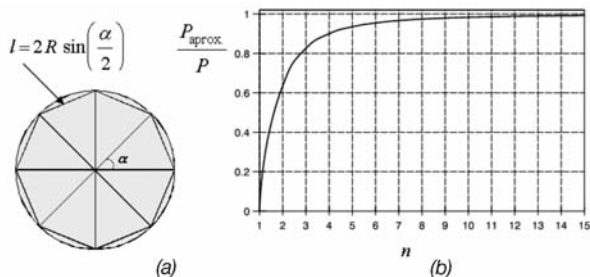 l = 2 R sin(α/2)
α
(a)
P_aprox. / P
1
0.8
0.6
0.4
0.2
0
1 2 3 4 5 6 7 8 9 10 11 12 13 14 15
n
(b)